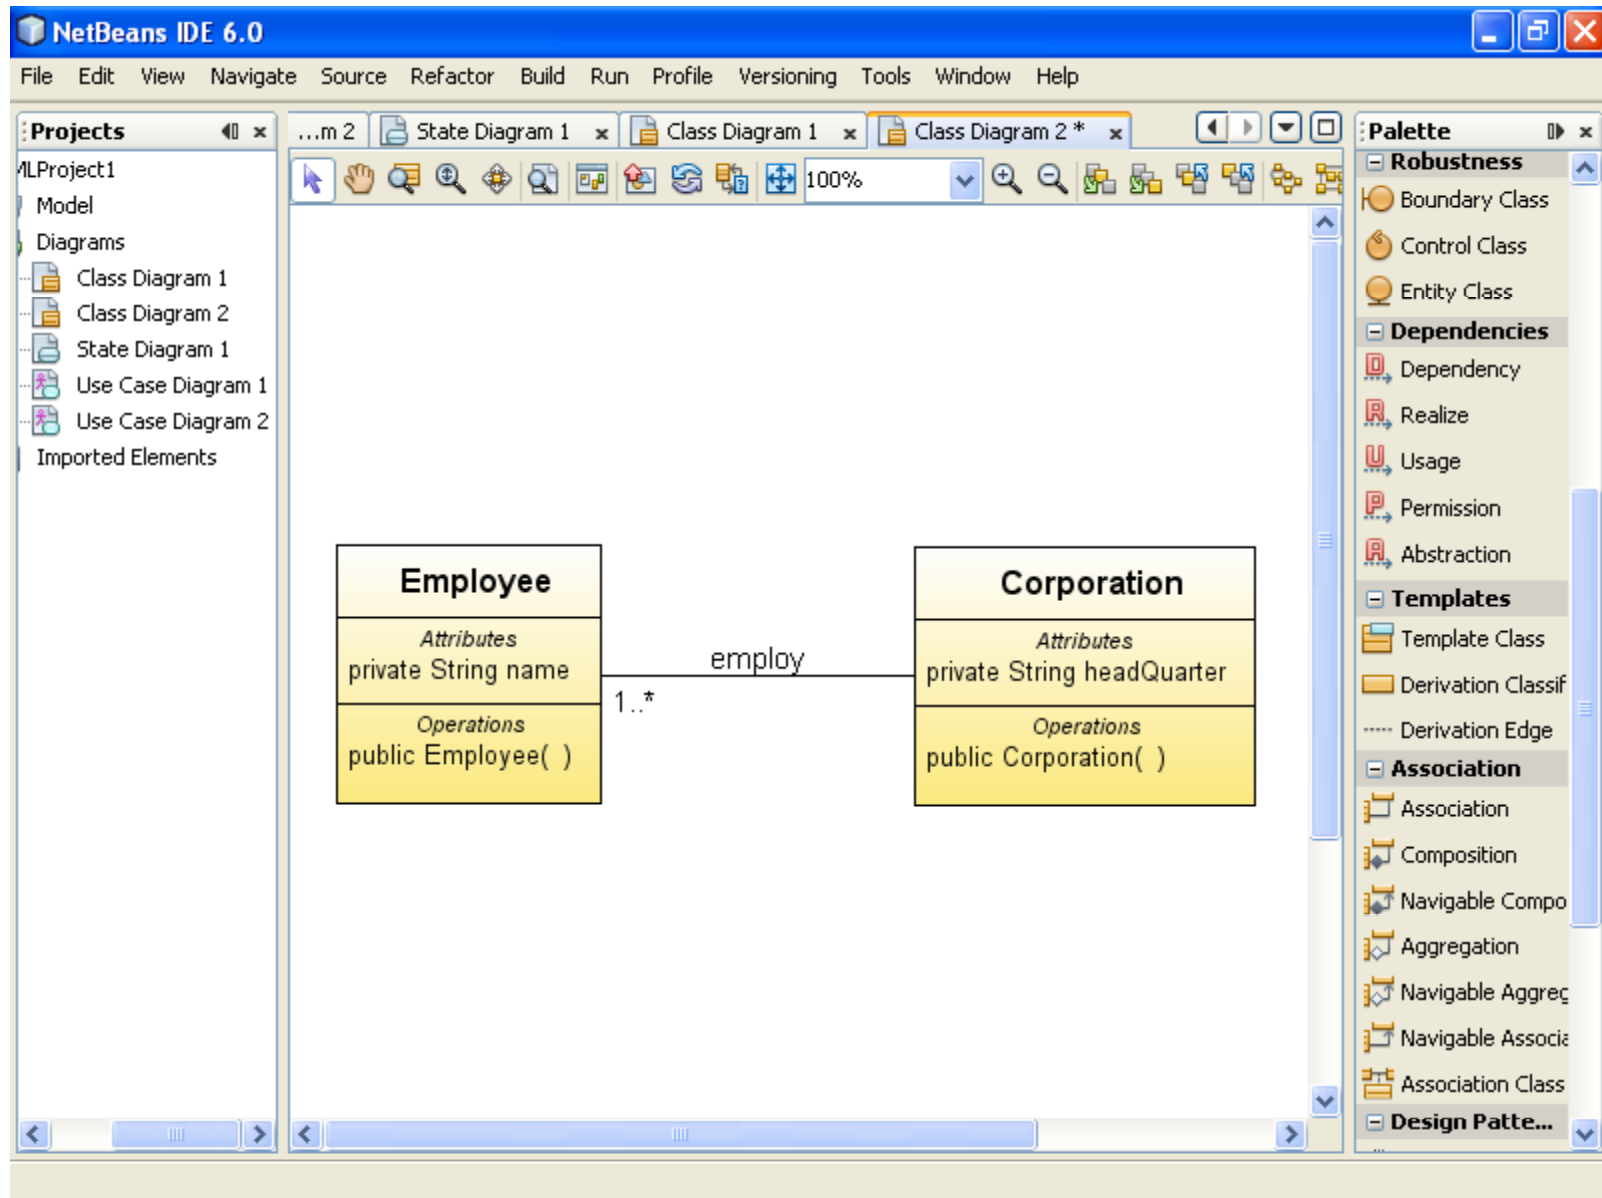 NetBeans IDE 6.0
File Edit View Navigate Source Refactor Build Run Profile Versioning Tools Window Help
Projects
MLProject1
Model
Diagrams
Class Diagram 1
Class Diagram 2
State Diagram 1
Use Case Diagram 1
Use Case Diagram 2
Imported Elements
...m 2 State Diagram 1 Class Diagram 1 Class Diagram 2 *
100%
Employee
Attributes
private String name
Operations
public Employee( )
employ
1..*
Corporation
Attributes
private String headQuarter
Operations
public Corporation( )
Palette
Robustness
Boundary Class
Control Class
Entity Class
Dependencies
Dependency
Realize
Usage
Permission
Abstraction
Templates
Template Class
Derivation Classif
Derivation Edge
Association
Association
Composition
Navigable Compo
Aggregation
Navigable Aggreg
Navigable Associa
Association Class
Design Patte...